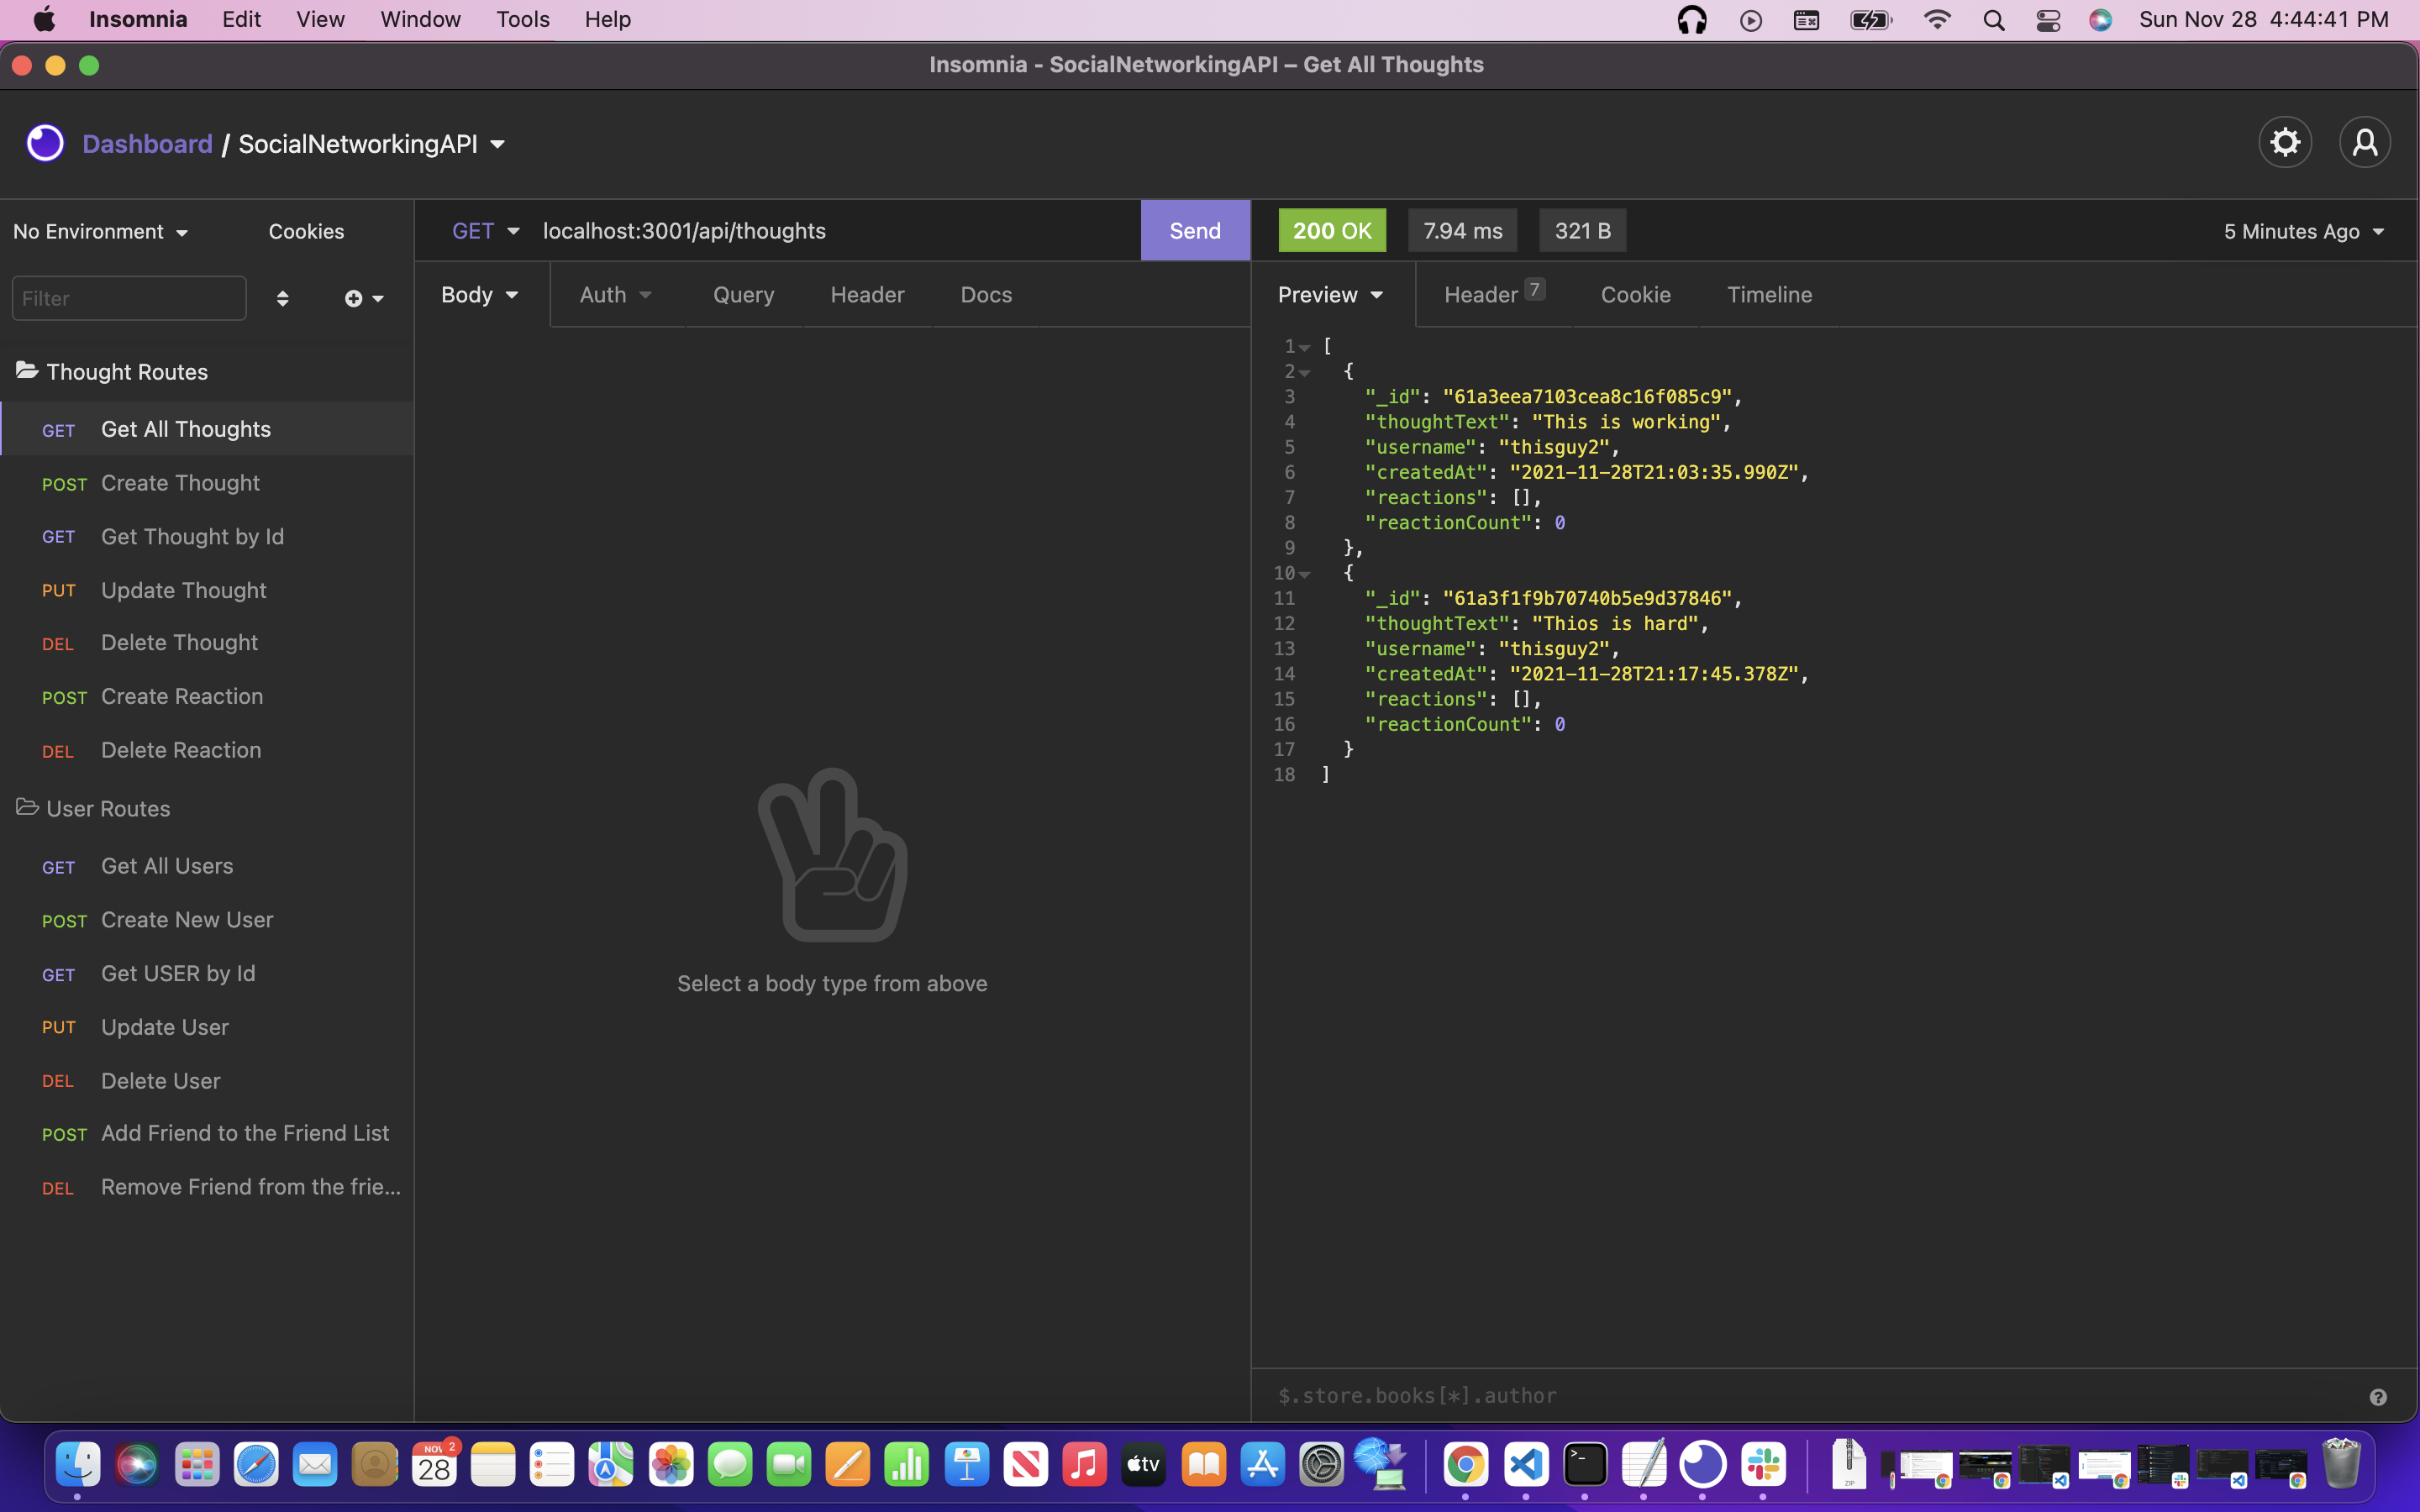 Insomnia Edit View Window Tools Help Sun Nov 28 4:44:41 PM
Insomnia - SocialNetworkingAPI – Get All Thoughts
Dashboard / SocialNetworkingAPI
No Environment Cookies
GET localhost:3001/api/thoughts Send
200 OK 7.94 ms 321 B 5 Minutes Ago
Filter
Body Auth Query Header Docs
Preview Header 7 Cookie Timeline
Thought Routes
GET Get All Thoughts
POST Create Thought
GET Get Thought by Id
PUT Update Thought
DEL Delete Thought
POST Create Reaction
DEL Delete Reaction
User Routes
GET Get All Users
POST Create New User
GET Get USER by Id
PUT Update User
DEL Delete User
POST Add Friend to the Friend List
DEL Remove Friend from the frie...
Select a body type from above
1 [
2 {
3 "_id": "61a3eea7103cea8c16f085c9",
4 "thoughtText": "This is working",
5 "username": "thisguy2",
6 "createdAt": "2021-11-28T21:03:35.990Z",
7 "reactions": [],
8 "reactionCount": 0
9 },
10 {
11 "_id": "61a3f1f9b70740b5e9d37846",
12 "thoughtText": "Thios is hard",
13 "username": "thisguy2",
14 "createdAt": "2021-11-28T21:17:45.378Z",
15 "reactions": [],
16 "reactionCount": 0
17 }
18 ]
$.store.books[*].author
NOV 2
28
tv
ZIP